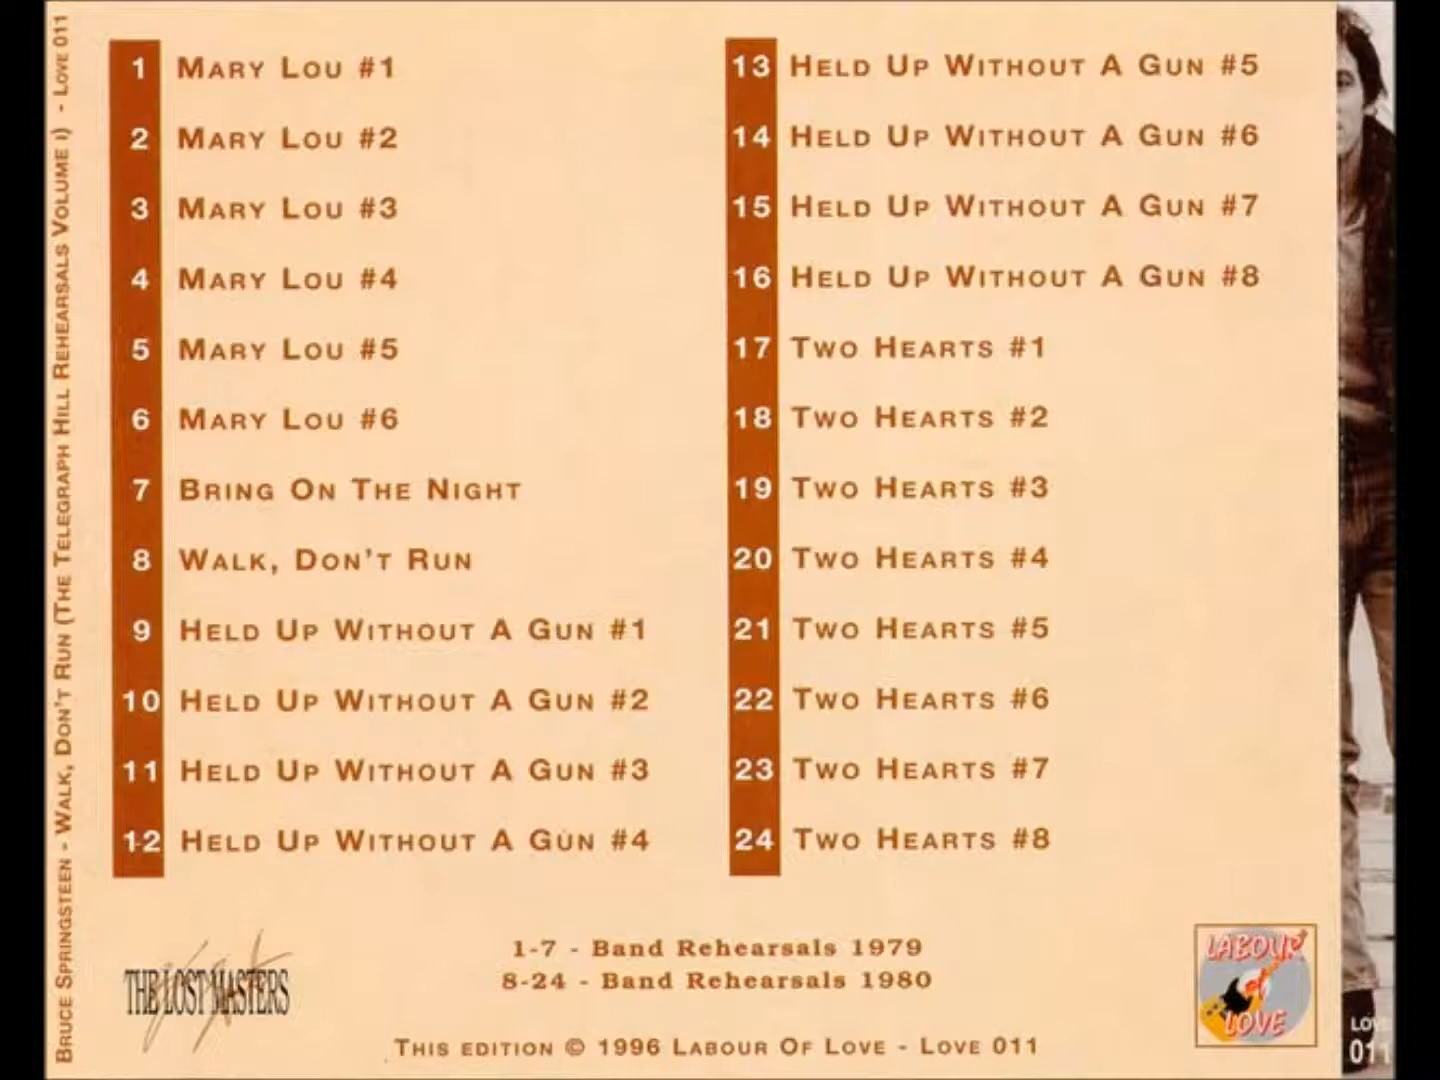 Bruce Springsteen - Walk, Don't Run (The Telegraph Hill Rehearsals Volume I) - Love 011
1 Mary Lou #1
2 Mary Lou #2
3 Mary Lou #3
4 Mary Lou #4
5 Mary Lou #5
6 Mary Lou #6
7 Bring On The Night
8 Walk, Don't Run
9 Held Up Without A Gun #1
10 Held Up Without A Gun #2
11 Held Up Without A Gun #3
12 Held Up Without A Gun #4
13 Held Up Without A Gun #5
14 Held Up Without A Gun #6
15 Held Up Without A Gun #7
16 Held Up Without A Gun #8
17 Two Hearts #1
18 Two Hearts #2
19 Two Hearts #3
20 Two Hearts #4
21 Two Hearts #5
22 Two Hearts #6
23 Two Hearts #7
24 Two Hearts #8
THE LOST MASTERS
1-7 - Band Rehearsals 1979
8-24 - Band Rehearsals 1980
This edition © 1996 Labour Of Love - Love 011
LABOUR
of
LOVE
LOVE
011